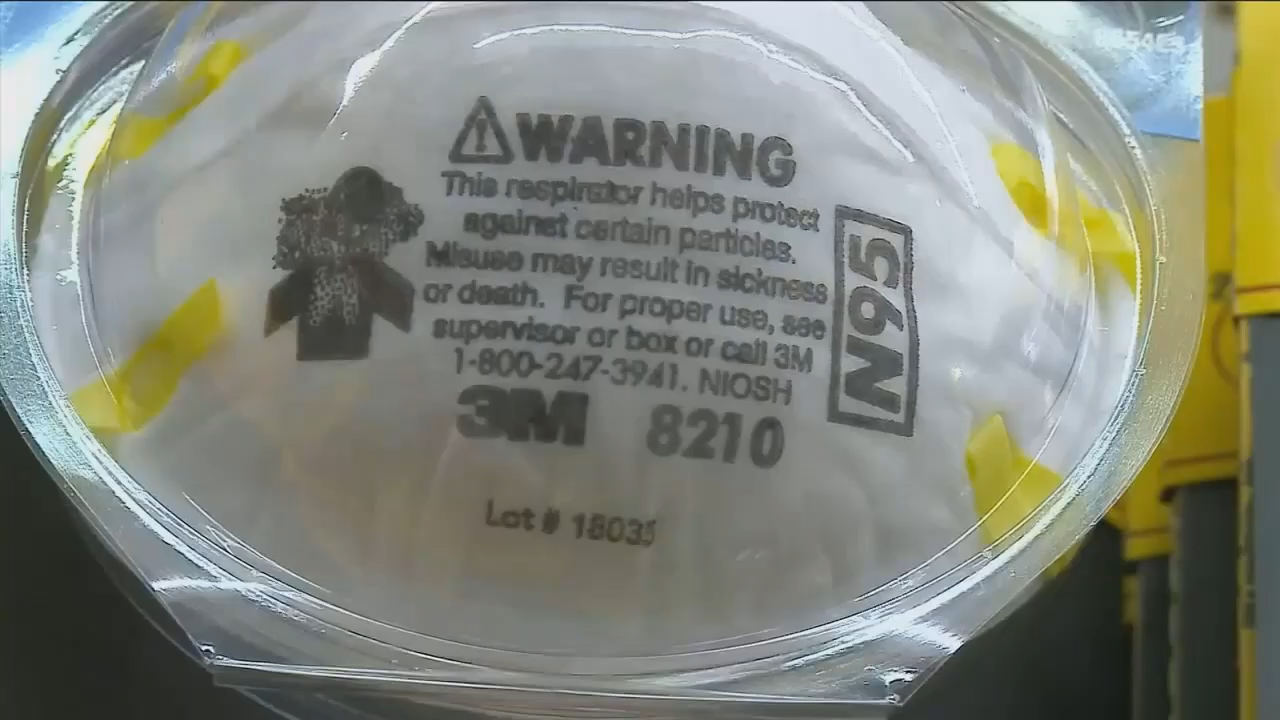 WARNING
This respirator helps protect
against certain particles.
Misuse may result in sickness
or death. For proper use, see
supervisor or box or call 3M
1-800-247-3941. NIOSH
3M 8210
N95
Lot # 18035